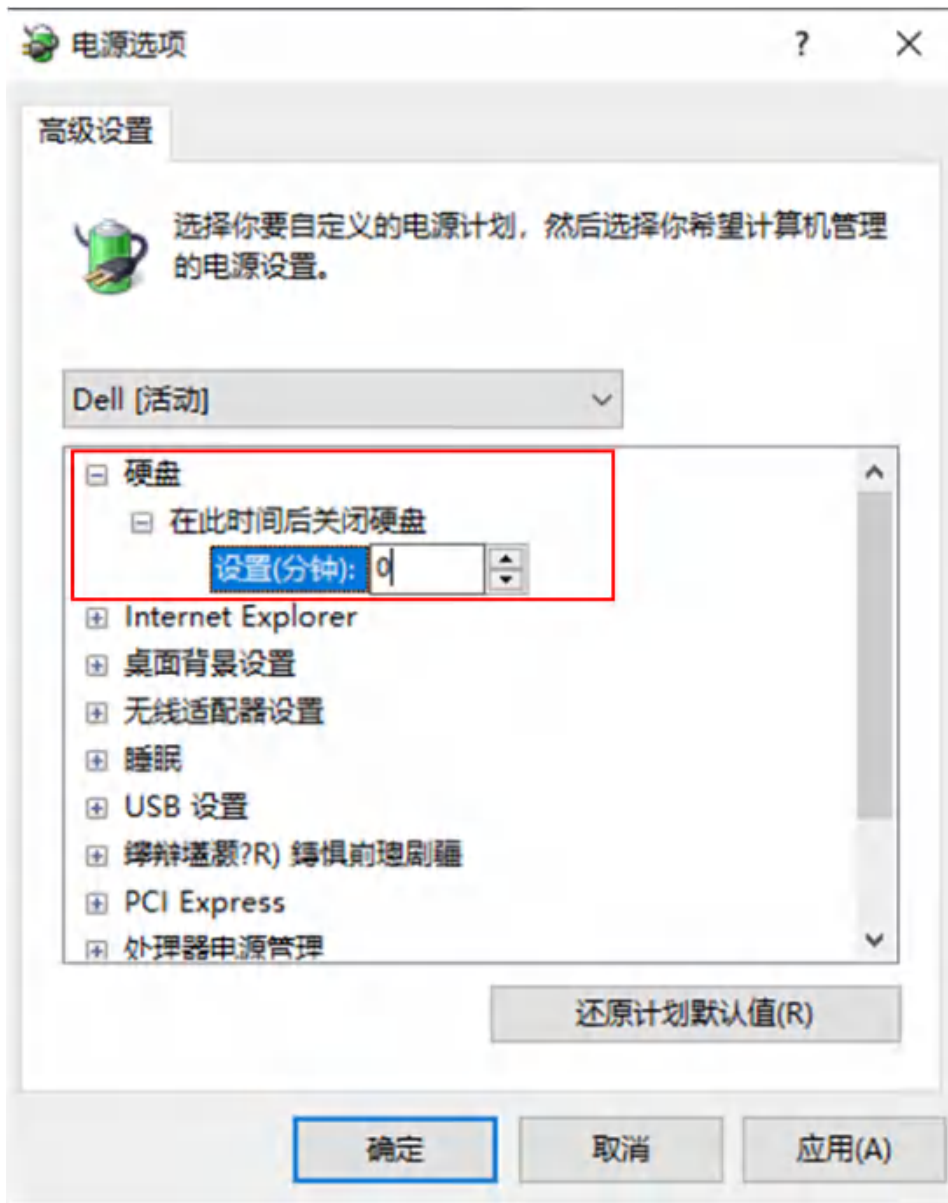 电源选项
高级设置
选择你要自定义的电源计划，然后选择你希望计算机管理
的电源设置。
Dell [活动]
硬盘
在此时间后关闭硬盘
设置(分钟): 0
Internet Explorer
桌面背景设置
无线适配器设置
睡眠
USB 设置
?R)
PCI Express
处理器电源管理
还原计划默认值(R)
确定
取消
应用(A)